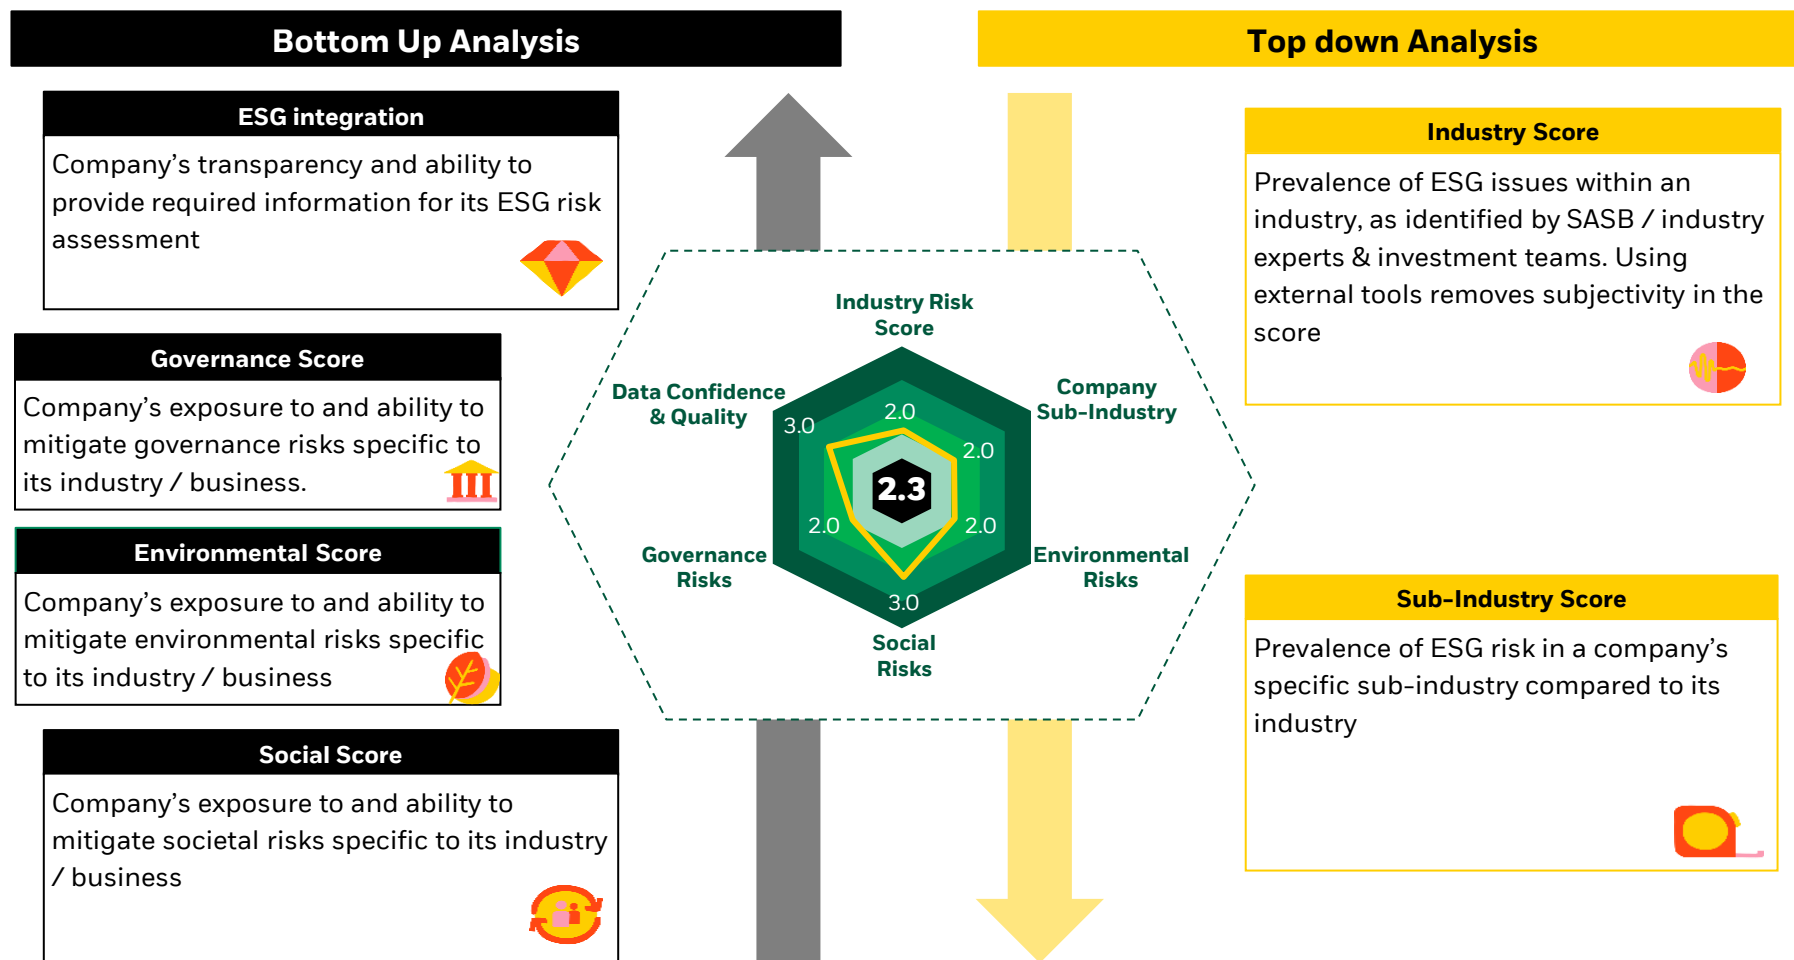 Bottom Up Analysis
Top down Analysis
ESG integration
Company’s transparency and ability to
provide required information for its ESG risk
assessment
Governance Score
Company’s exposure to and ability to
mitigate governance risks specific to
its industry / business.
Environmental Score
Company’s exposure to and ability to
mitigate environmental risks specific
to its industry / business
Social Score
Company’s exposure to and ability to
mitigate societal risks specific to its industry
/ business
Industry Risk
Score
Data Confidence
& Quality
Company
Sub-Industry
3.0
2.0
2.0
2.3
2.0
2.0
Governance
Risks
Environmental
Risks
3.0
Social
Risks
Industry Score
Prevalence of ESG issues within an
industry, as identified by SASB / industry
experts & investment teams. Using
external tools removes subjectivity in the
score
Sub-Industry Score
Prevalence of ESG risk in a company’s
specific sub-industry compared to its
industry